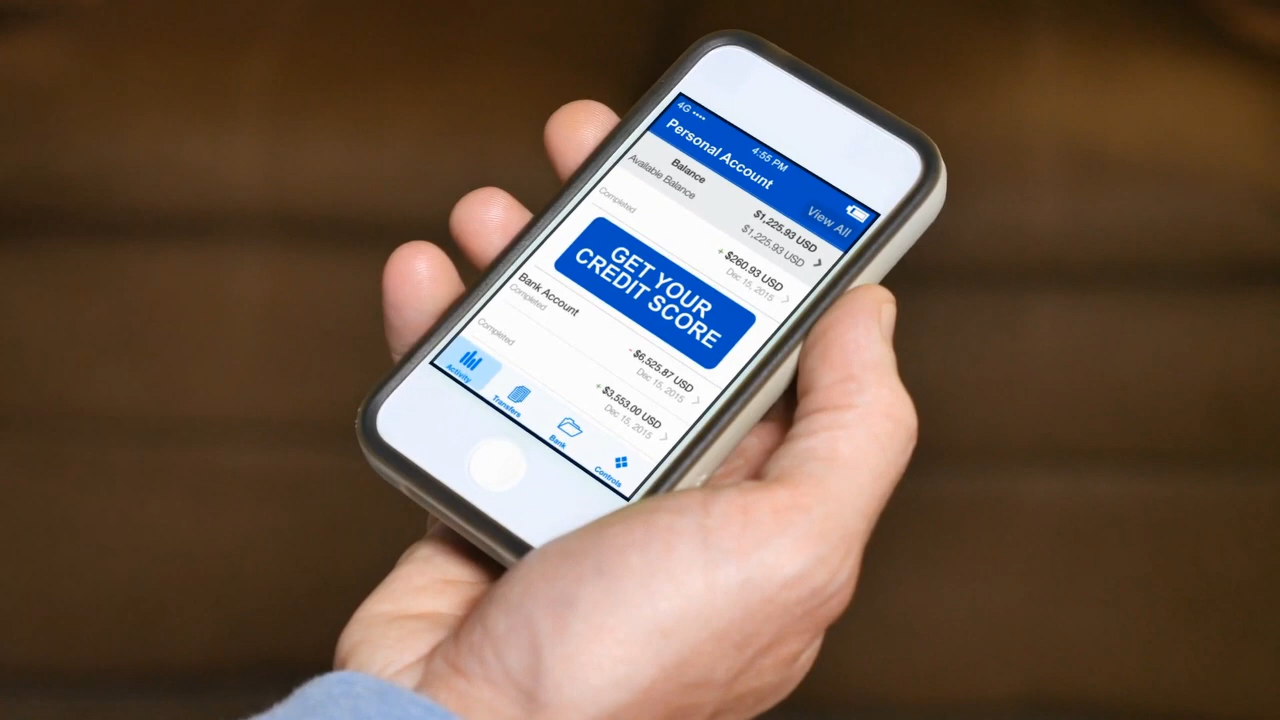 4G
4:55 PM
Personal Account
View All
Balance
$1,225.93 USD
Available Balance
$1,225.93 USD
+ $260.93 USD
Completed
Dec 15, 2015
GET YOUR
CREDIT SCORE
Bank Account
- $6,525.87 USD
Completed
Dec 15, 2015
+ $3,553.00 USD
Completed
Dec 15, 2015
Activity
Transfers
Bank
Controls